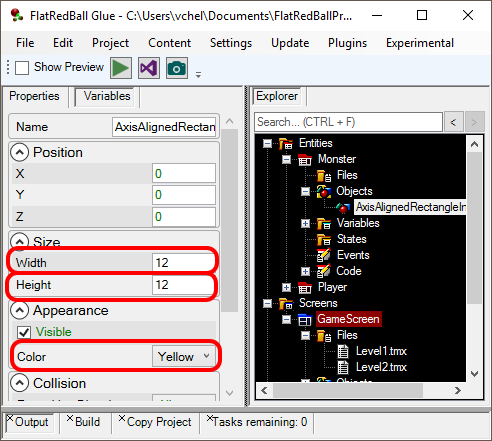 FlatRedBall Glue - C:\Users\vchel\Documents\FlatRedBallPr...
File Project Content Settings Update Plugins Experimental
Show Preview
Properties Variables
Name AxisAlignedRectan
Position
X 0
Y 0
Z 0
Size
Width 12
Height 12
Appearance
Visible
Color Yellow
Collision
Explorer
Search... (CTRL + F) < >
Entities
Monster
Files
Objects
AxisAlignedRectangleIn
Variables
States
Events
Code
Player
Screens
GameScreen
Files
Level1.tmx
Level2.tmx
Objects
Output Build Copy Project Tasks remaining: 0